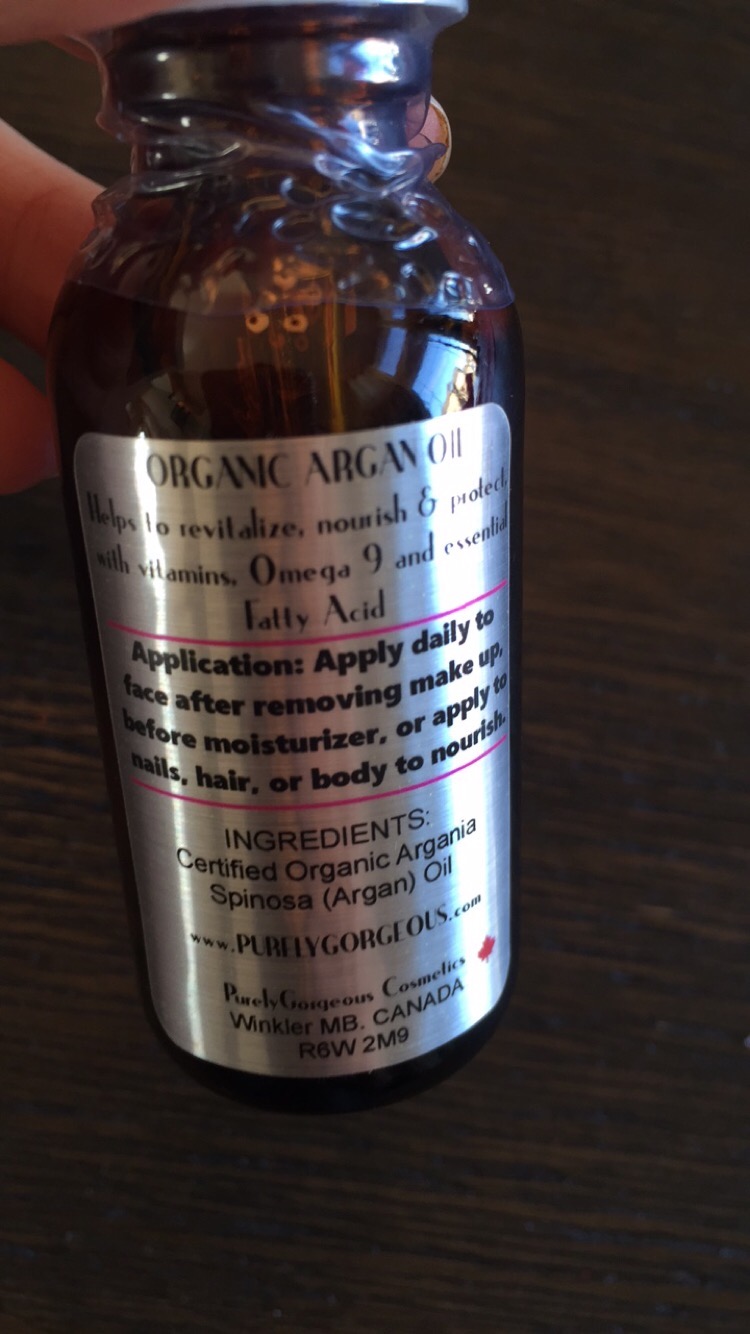 ORGANIC ARGAN OIl
Helps to revitalize, nourish & protect,
with vitamins, Omega 9 and essential
Fatty Acid
Application: Apply daily to
face after removing make up,
before moisturizer, or apply to
nails, hair, or body to nourish.
INGREDIENTS:
Certified Organic Argania
Spinosa (Argan) Oil
www.PURELYGORGEOUS.com
PurelyGorgeous Cosmetics
Winkler MB. CANADA
R6W 2M9